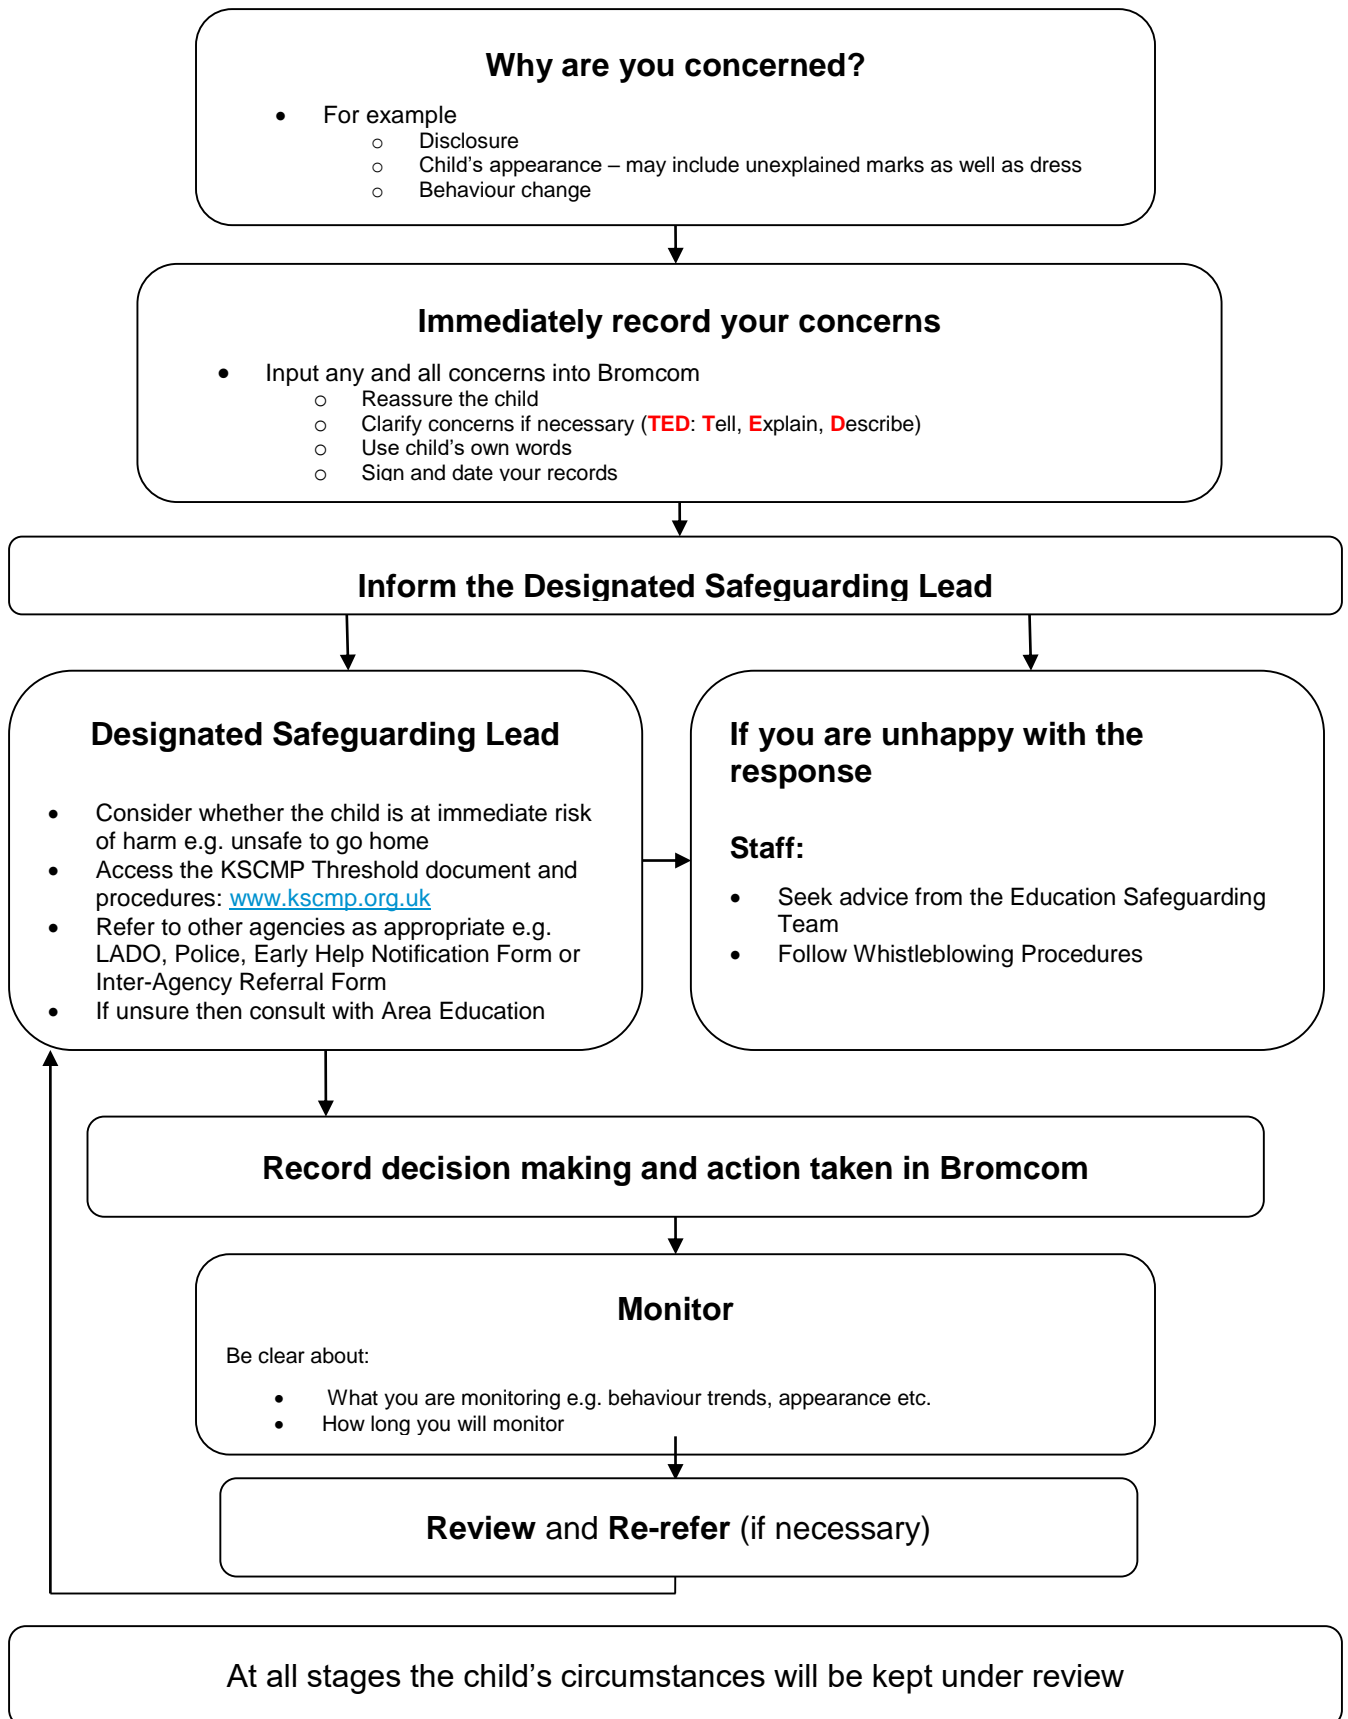 Why are you concerned?
• For example
o Disclosure
o Child's appearance – may include unexplained marks as well as dress
o Behaviour change
Immediately record your concerns
• Input any and all concerns into Bromcom
o Reassure the child
o Clarify concerns if necessary (TED: Tell, Explain, Describe)
o Use child's own words
o Sign and date your records
Inform the Designated Safeguarding Lead
Designated Safeguarding Lead
• Consider whether the child is at immediate risk
of harm e.g. unsafe to go home
• Access the KSCMP Threshold document and
procedures: www.kscmp.org.uk
• Refer to other agencies as appropriate e.g.
LADO, Police, Early Help Notification Form or
Inter-Agency Referral Form
• If unsure then consult with Area Education
If you are unhappy with the
response
Staff:
• Seek advice from the Education Safeguarding
Team
• Follow Whistleblowing Procedures
Record decision making and action taken in Bromcom
Monitor
Be clear about:
• What you are monitoring e.g. behaviour trends, appearance etc.
• How long you will monitor
Review and Re-refer (if necessary)
At all stages the child's circumstances will be kept under review